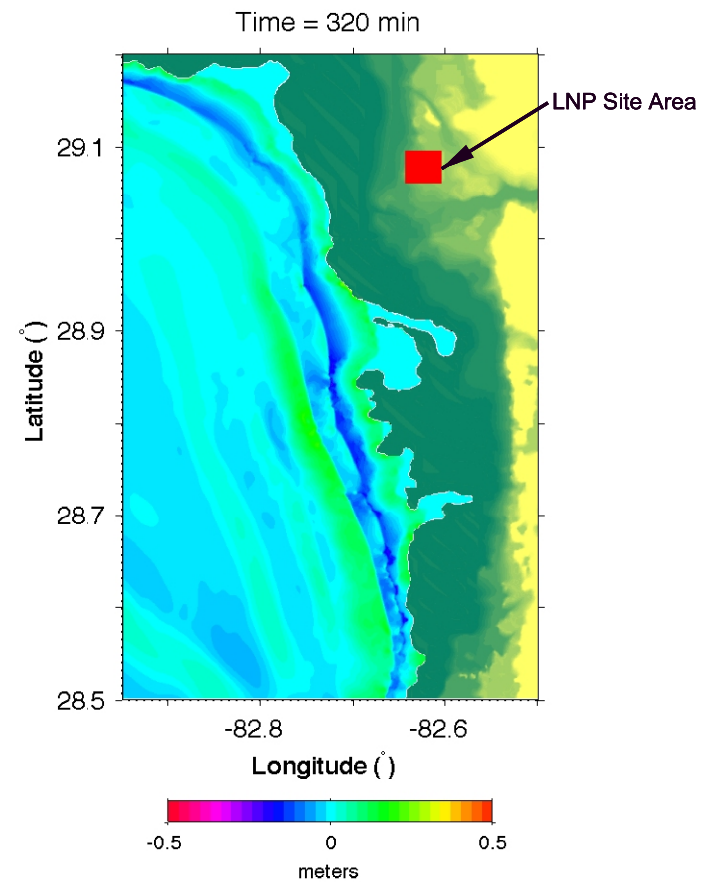 Time = 320 min
LNP Site Area
29.1
28.9
28.7
28.5
Latitude (°)
-82.8 -82.6
Longitude (°)
-0.5 0 0.5
meters